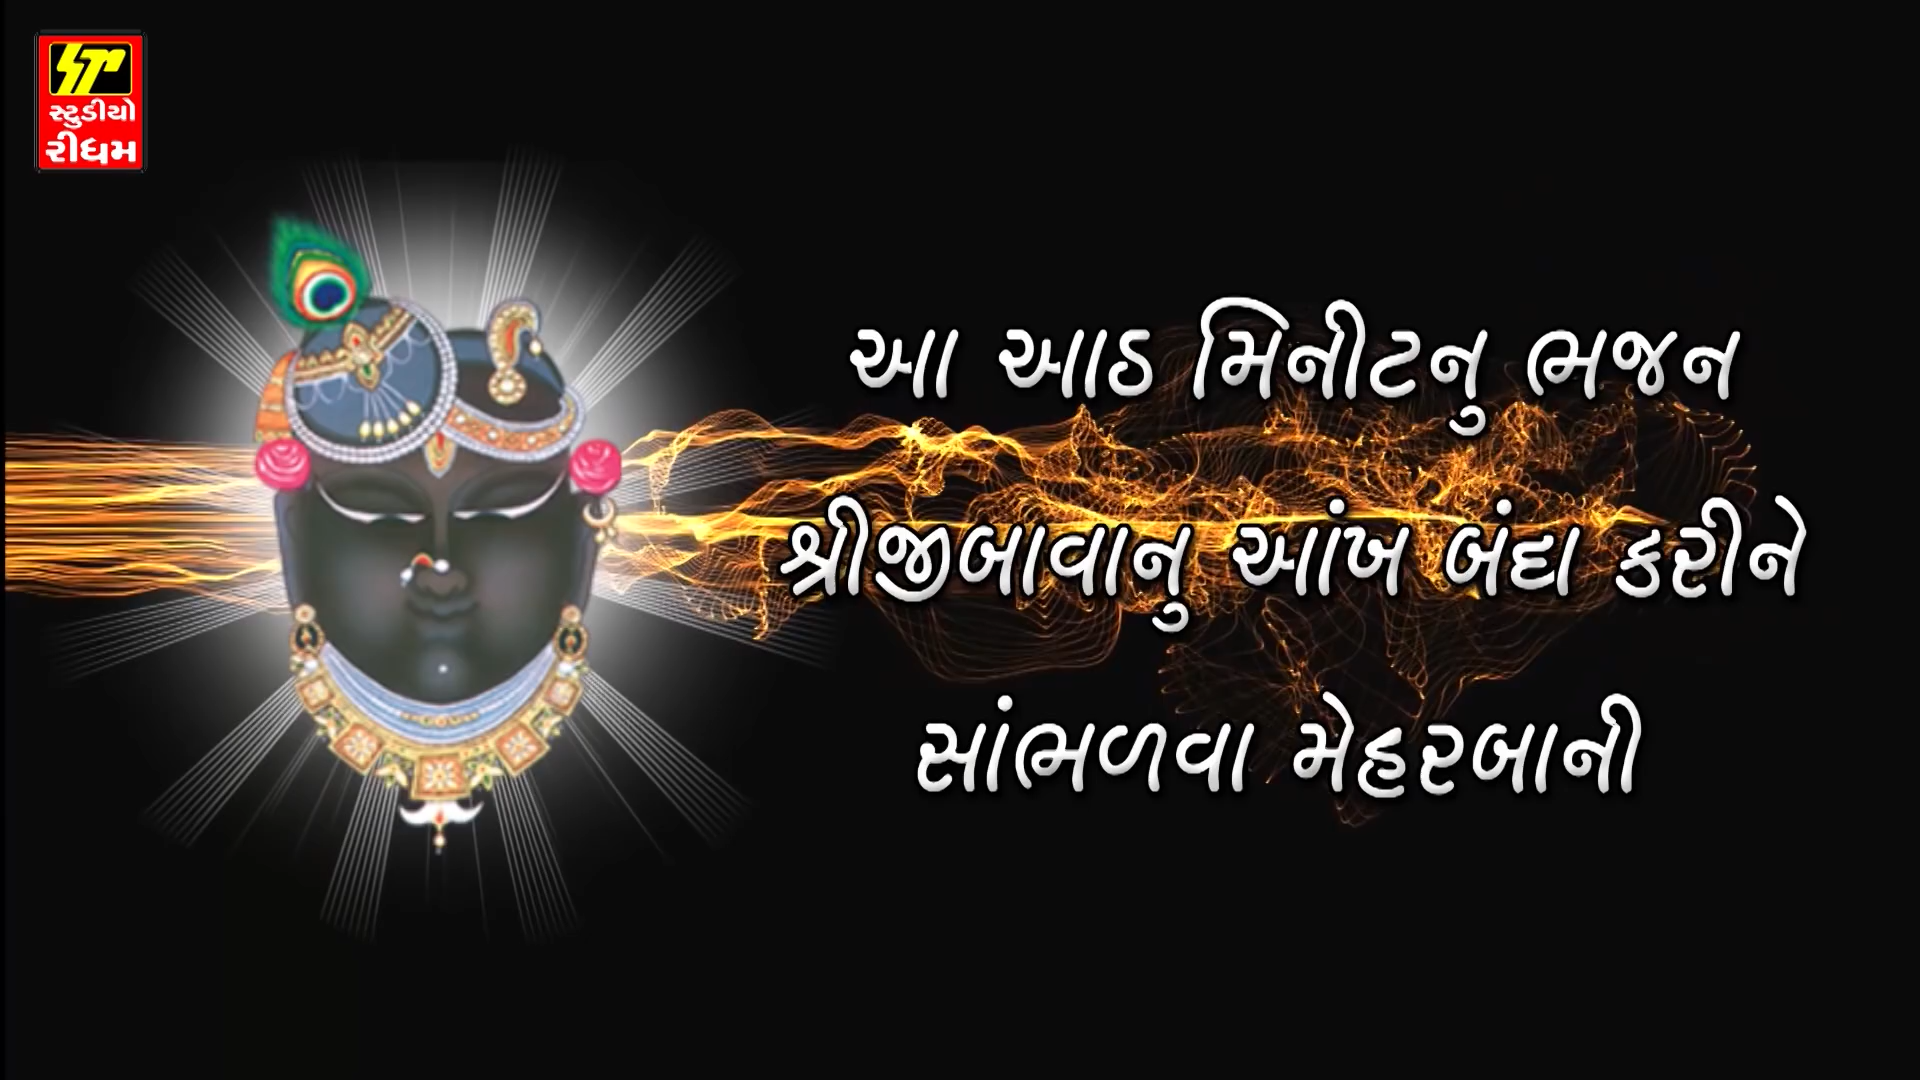 સ્ટુડીયો
રીધમ
આ આઠ મિનીટનુ ભજન
શ્રીજીબાવાનુ આંખ બંદા કરીને
સાંભળવા મેહરબાની